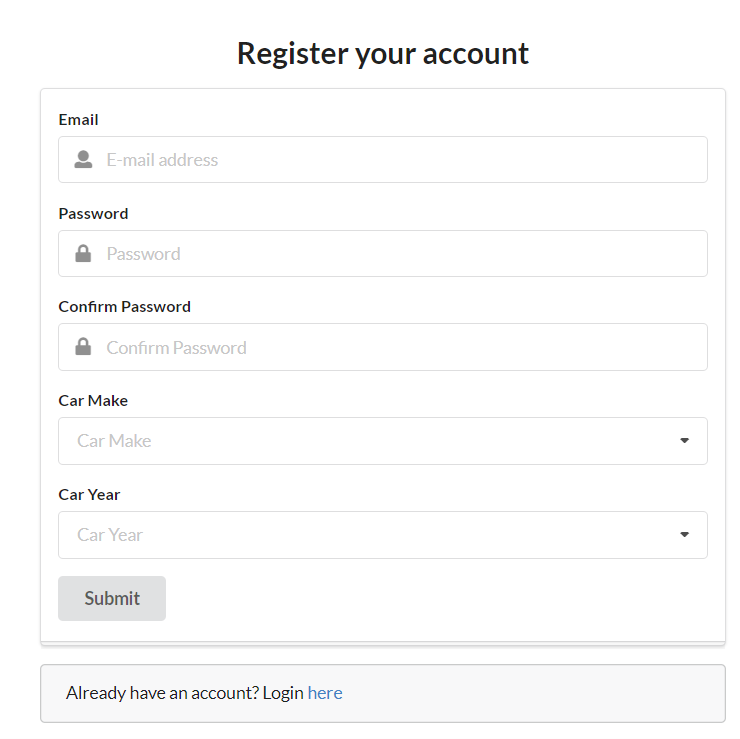 Register your account
Email
E-mail address
Password
Password
Confirm Password
Confirm Password
Car Make
Car Make
Car Year
Car Year
Submit
Already have an account? Login here